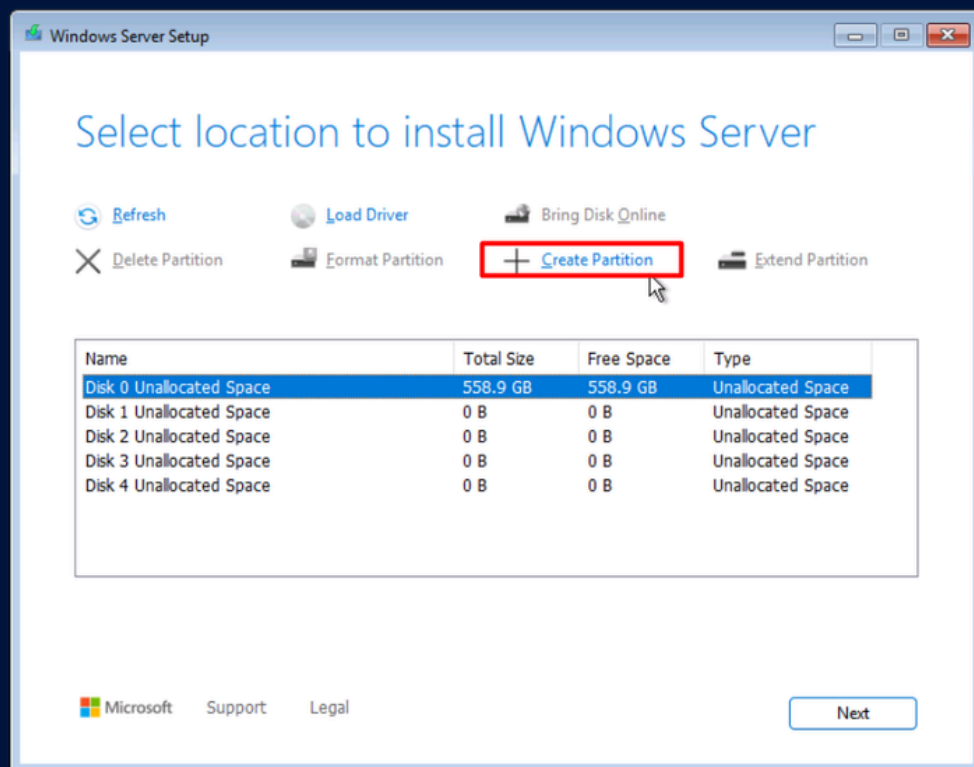 Windows Server Setup
Select location to install Windows Server
Refresh Load Driver Bring Disk Online
Delete Partition Format Partition Create Partition Extend Partition
Name Total Size Free Space Type
Disk 0 Unallocated Space 558.9 GB 558.9 GB Unallocated Space
Disk 1 Unallocated Space 0 B 0 B Unallocated Space
Disk 2 Unallocated Space 0 B 0 B Unallocated Space
Disk 3 Unallocated Space 0 B 0 B Unallocated Space
Disk 4 Unallocated Space 0 B 0 B Unallocated Space
Microsoft Support Legal Next